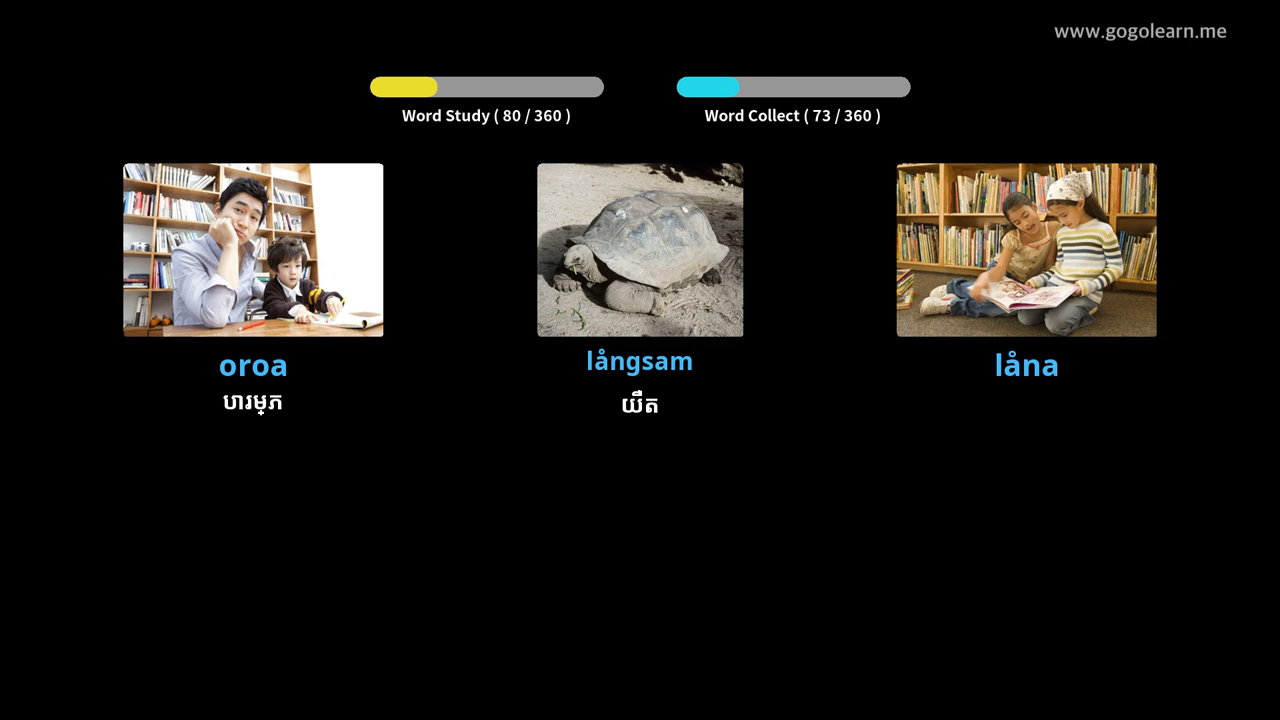 www.gogolearn.me
Word Study ( 80 / 360 )
Word Collect ( 73 / 360 )
oroa
បារម្ភ
långsam
យឺត
låna